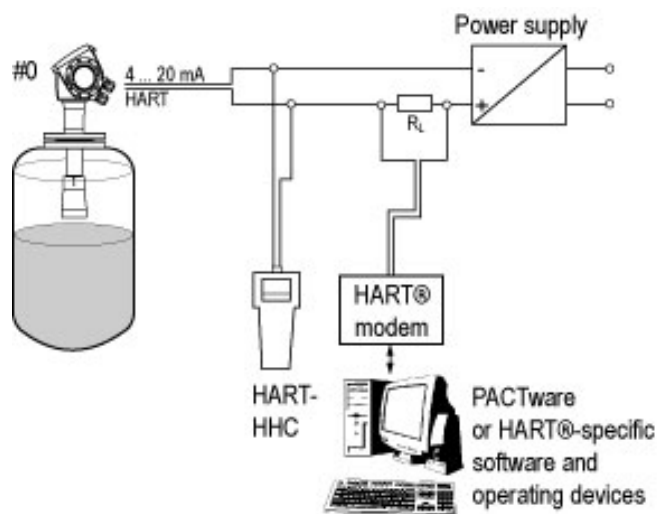 Power supply
#0
4 ... 20 mA
HART
-
+
RL
HART®
modem
HART-
HHC
PACTware
or HART®-specific
software and
operating devices